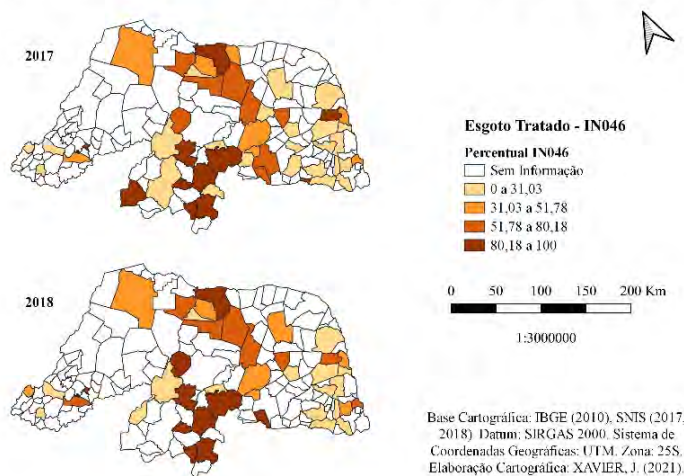 2017
2018
Esgoto Tratado - IN046
Percentual IN046
Sem Informação
0 a 31,03
31,03 a 51,78
51,78 a 80,18
80,18 a 100
0 50 100 150 200 Km
1:3000000
Base Cartográfica: IBGE (2010), SNIS (2017,
2018) Datum: SIRGAS 2000. Sistema de
Coordenadas Geográficas: UTM. Zona: 25S.
Elaboração Cartográfica: XAVIER, J. (2021)